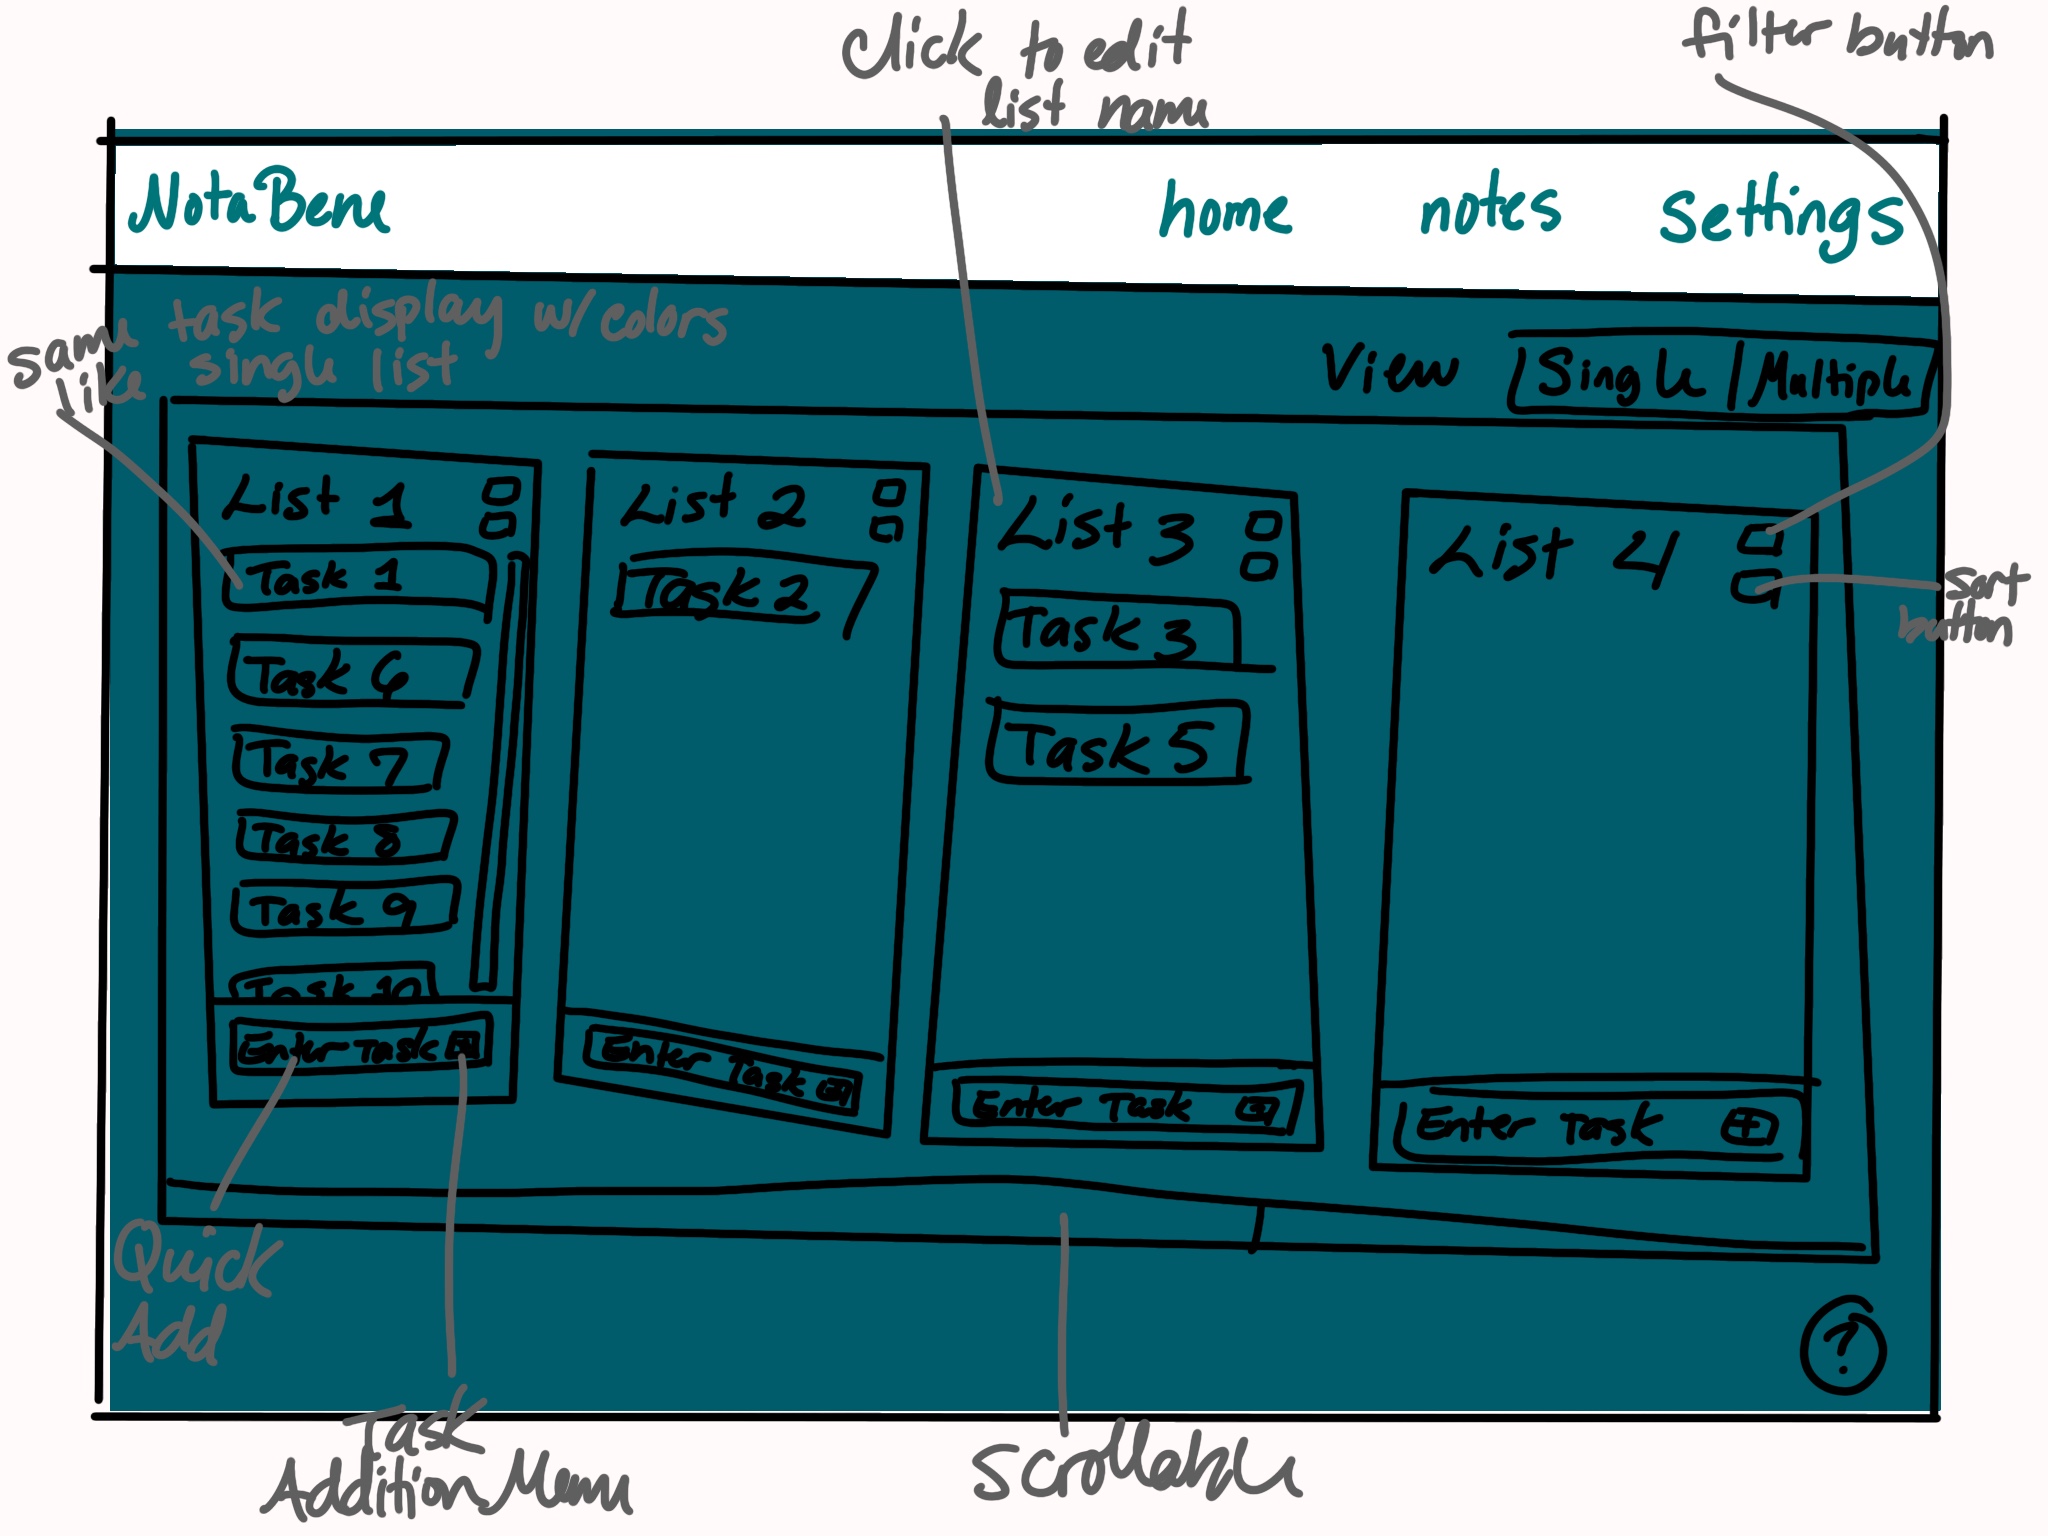 Click to edit
list name
filter button
NotaBene
home notes settings
same task display w/colors
like single list
View Single | Multiple
List 1
Task 1
Task 6
Task 7
Task 8
Task 9
Task 10
Enter Task +
List 2
Task 2
Enter Task +
List 3
Task 3
Task 5
Enter Task +
List 4
Enter Task +
sort
button
Quick
Add
Task
Addition Menu
Scrollable
?